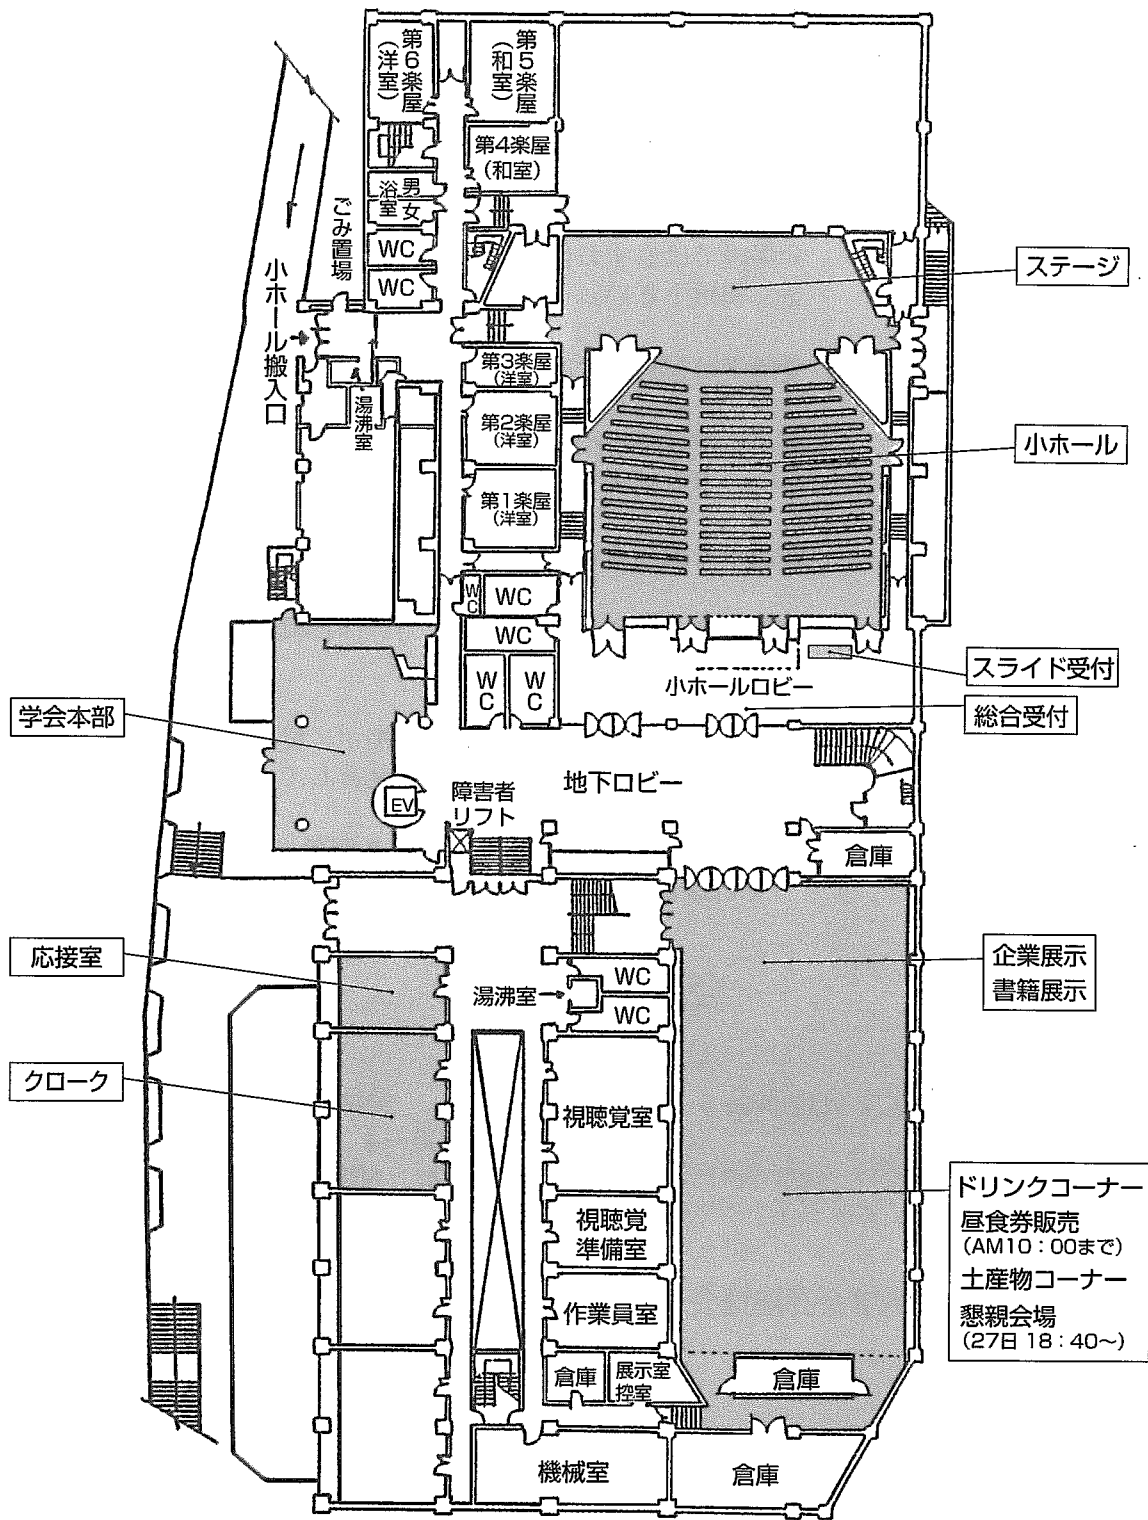 第6楽屋
(洋室)
第5楽屋
(和室)
第4楽屋
(和室)
浴室
男
女
WC
WC
ごみ置場
小ホール搬入口
ステージ
第3楽屋
(洋室)
湯沸室
第2楽屋
(洋室)
小ホール
第1楽屋
(洋室)
WC
WC
WC
WC
WC
スライド受付
小ホールロビー
総合受付
学会本部
地下ロビー
EV
障害者
リフト
倉庫
応接室
企業展示
書籍展示
湯沸室
WC
WC
クローク
視聴覚室
ドリンクコーナー
昼食券販売
(AM10:00まで)
土産物コーナー
懇親会場
(27日 18:40~)
視聴覚
準備室
作業員室
倉庫
展示室
控室
倉庫
機械室
倉庫